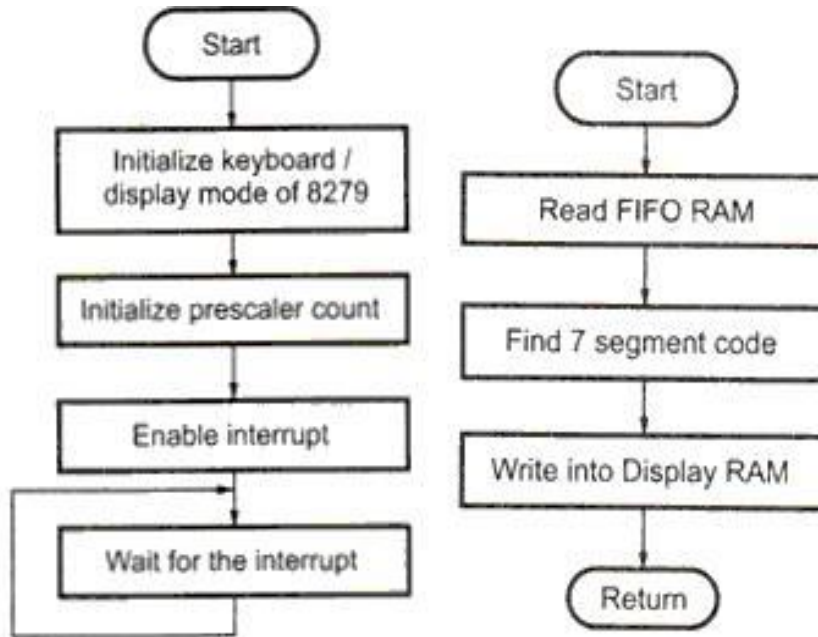 Start
Initialize keyboard /
display mode of 8279
Initialize prescaler count
Enable interrupt
Wait for the interrupt
Start
Read FIFO RAM
Find 7 segment code
Write into Display RAM
Return